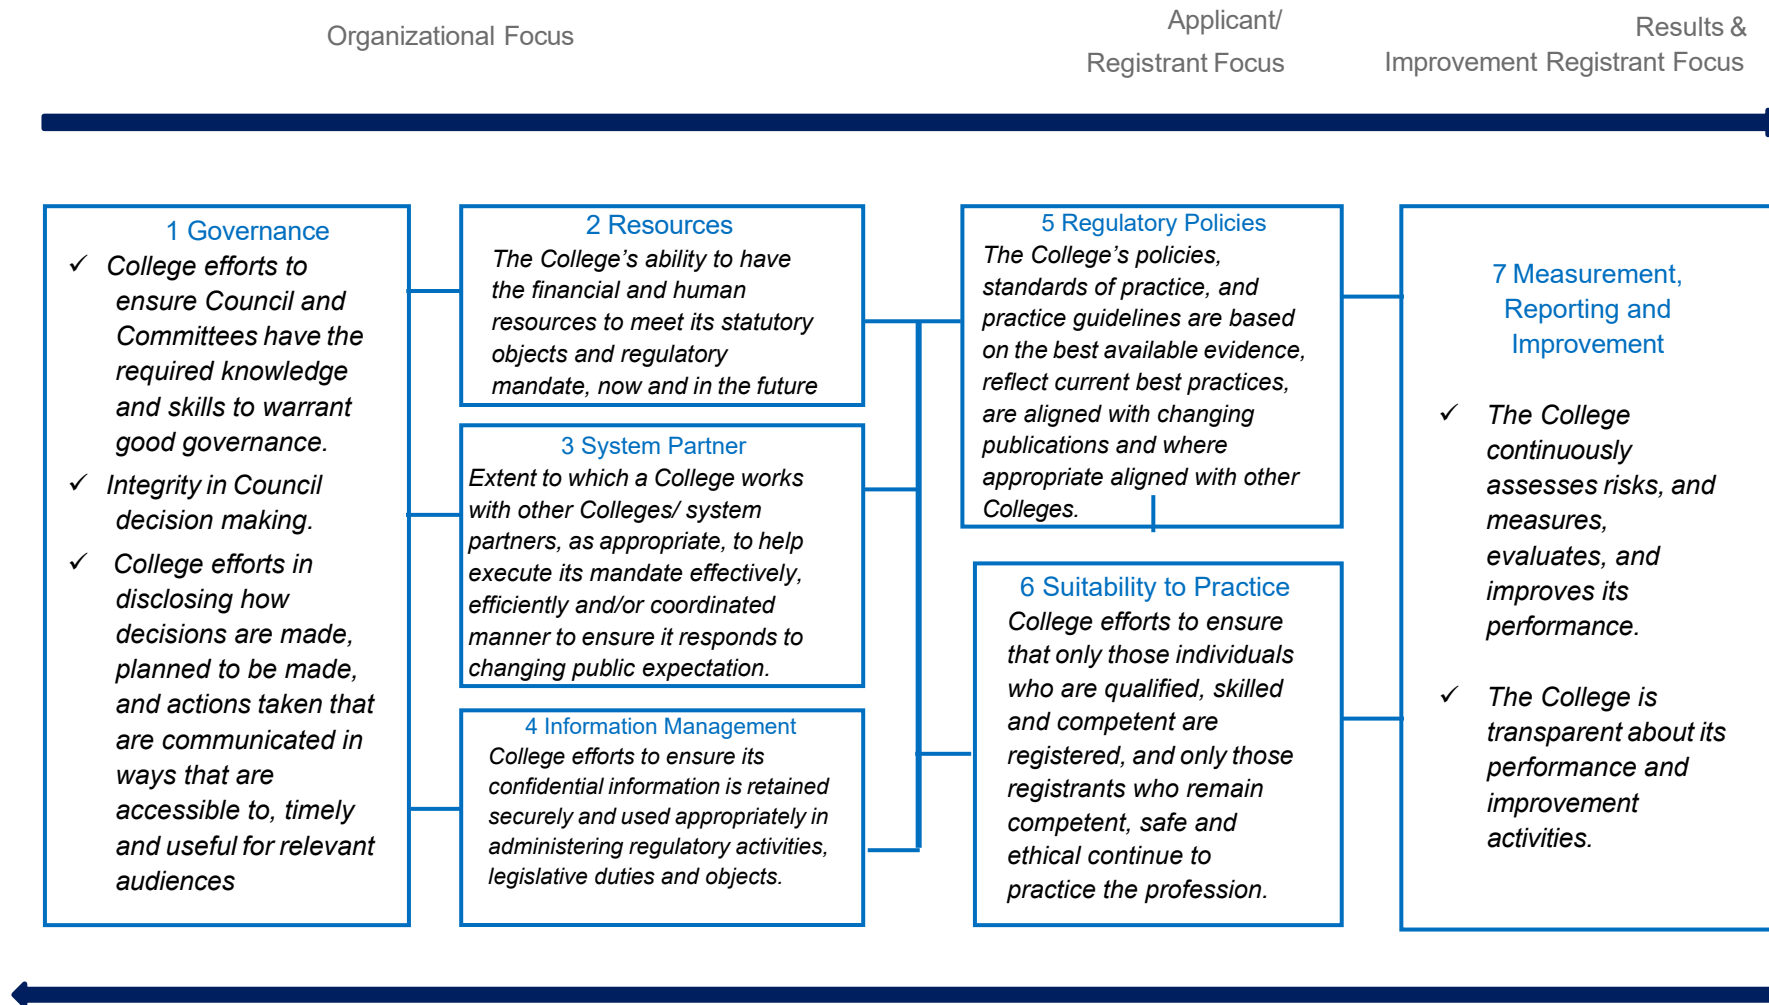 Organizational Focus
Applicant/
Registrant Focus
Results &
Improvement Registrant Focus
1 Governance
✓ College efforts to
ensure Council and
Committees have the
required knowledge
and skills to warrant
good governance.
✓ Integrity in Council
decision making.
✓ College efforts in
disclosing how
decisions are made,
planned to be made,
and actions taken that
are communicated in
ways that are
accessible to, timely
and useful for relevant
audiences
2 Resources
The College’s ability to have
the financial and human
resources to meet its statutory
objects and regulatory
mandate, now and in the future
3 System Partner
Extent to which a College works
with other Colleges/ system
partners, as appropriate, to help
execute its mandate effectively,
efficiently and/or coordinated
manner to ensure it responds to
changing public expectation.
4 Information Management
College efforts to ensure its
confidential information is retained
securely and used appropriately in
administering regulatory activities,
legislative duties and objects.
5 Regulatory Policies
The College’s policies,
standards of practice, and
practice guidelines are based
on the best available evidence,
reflect current best practices,
are aligned with changing
publications and where
appropriate aligned with other
Colleges.
6 Suitability to Practice
College efforts to ensure
that only those individuals
who are qualified, skilled
and competent are
registered, and only those
registrants who remain
competent, safe and
ethical continue to
practice the profession.
7 Measurement,
Reporting and
Improvement
✓ The College
continuously
assesses risks, and
measures,
evaluates, and
improves its
performance.
✓ The College is
transparent about its
performance and
improvement
activities.